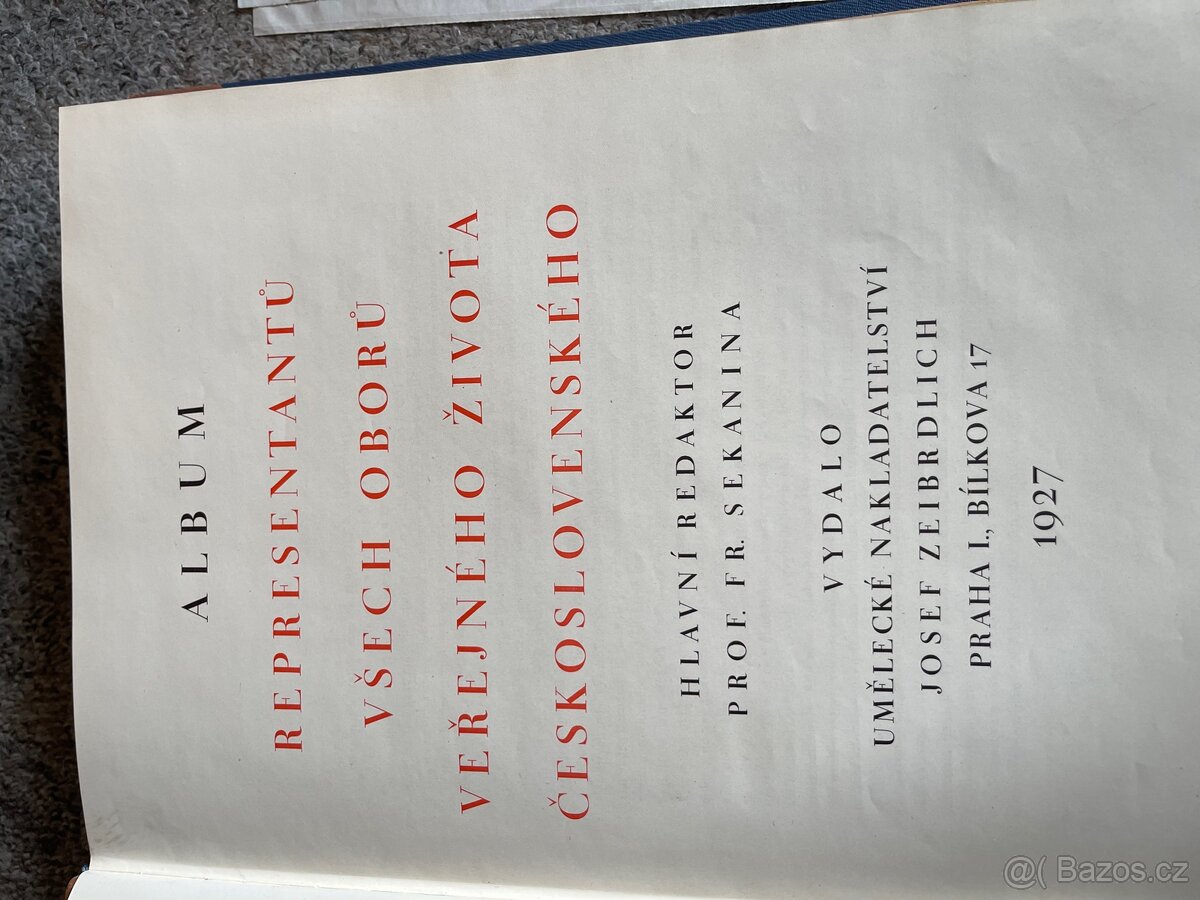 ALBUM
REPRESENTANTŮ
VŠECH OBORŮ
VEŘEJNÉHO ŽIVOTA
ČESKOSLOVENSKÉHO
HLAVNÍ REDAKTOR
PROF. FR. SEKANINA
VYDALO
UMĚLECKÉ NAKLADATELSTVÍ
JOSEF ZEIBRDLICH
PRAHA I., BÍLKOVA 17
1927
@( Bazos.cz